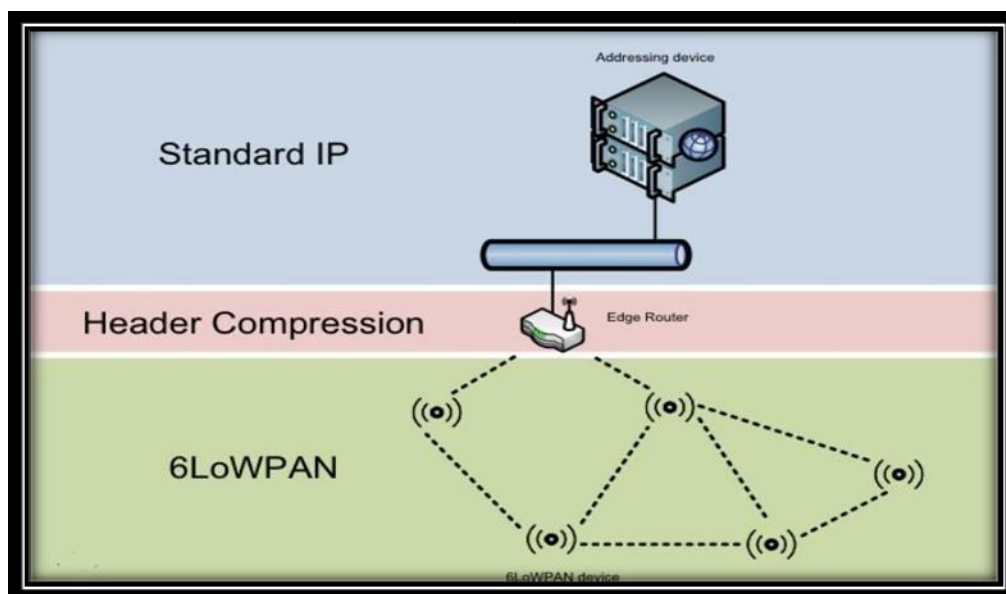 Addressing device
Standard IP
Header Compression
Edge Router
6LoWPAN
6LoWPAN device